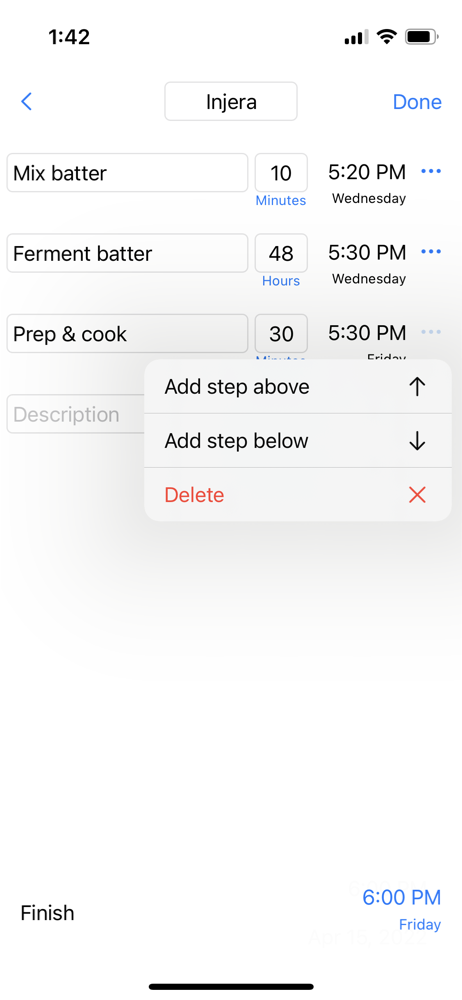 1:42
Injera
Done
Mix batter
10
5:20 PM
Minutes
Wednesday
Ferment batter
48
5:30 PM
Hours
Wednesday
Prep & cook
30
5:30 PM
Minutes
Friday
Add step above
Description
Add step below
Delete
6:00 PM
Finish
Friday